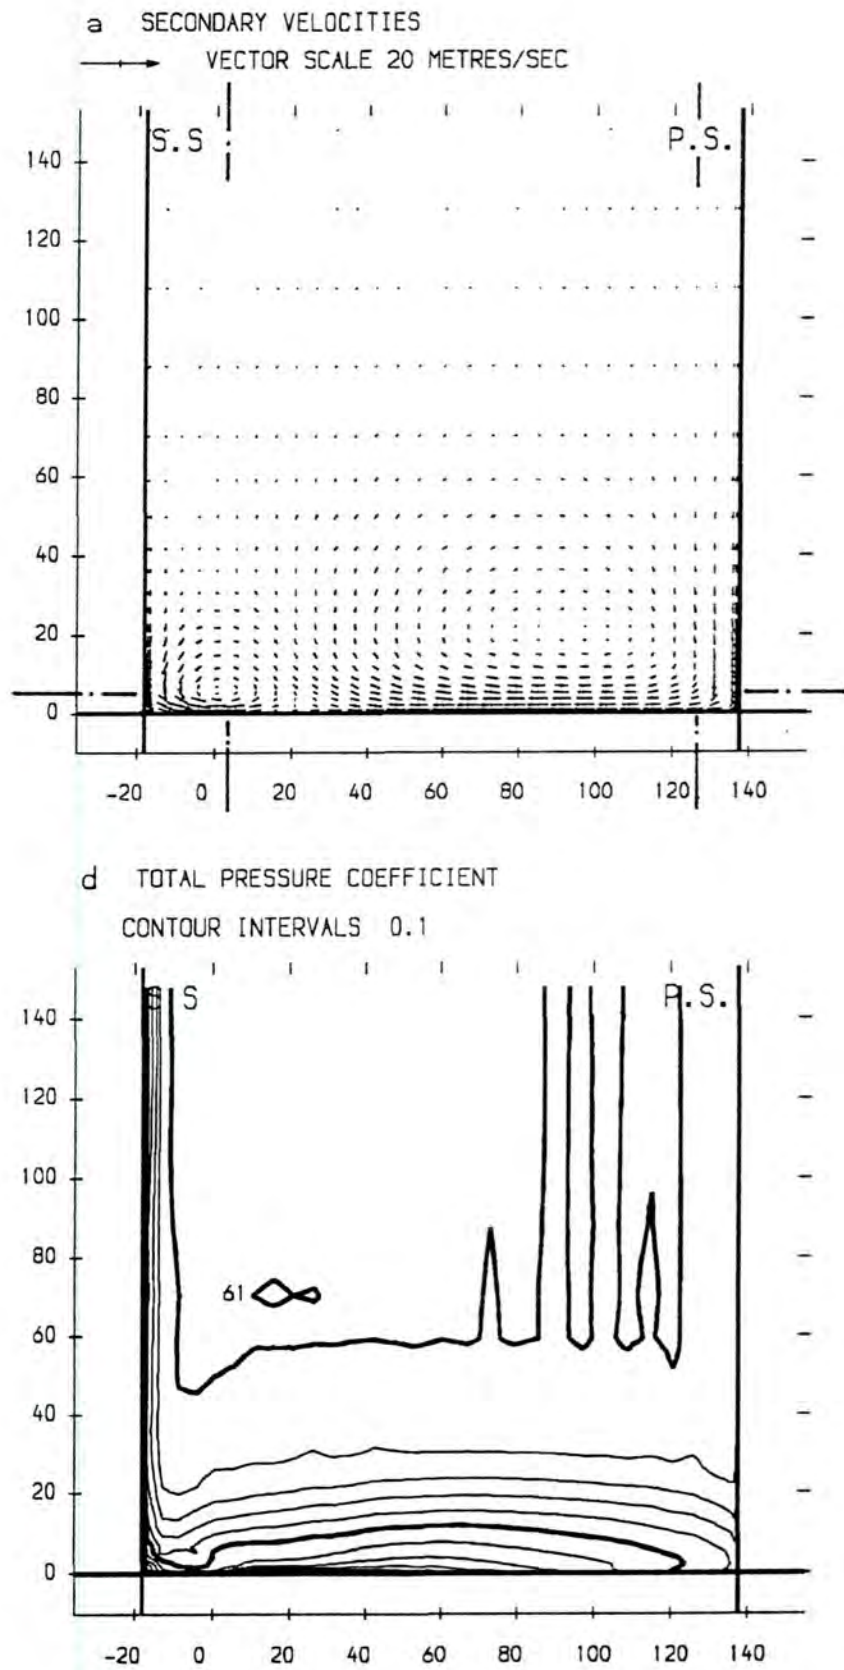 a SECONDARY VELOCITIES
VECTOR SCALE 20 METRES/SEC
S.S P.S.
140
120
100
80
60
40
20
0
-20 0 20 40 60 80 100 120 140
d TOTAL PRESSURE COEFFICIENT
CONTOUR INTERVALS 0.1
S S P.S.
140
120
100
80
61
60
40
20
0
-20 0 20 40 60 80 100 120 140